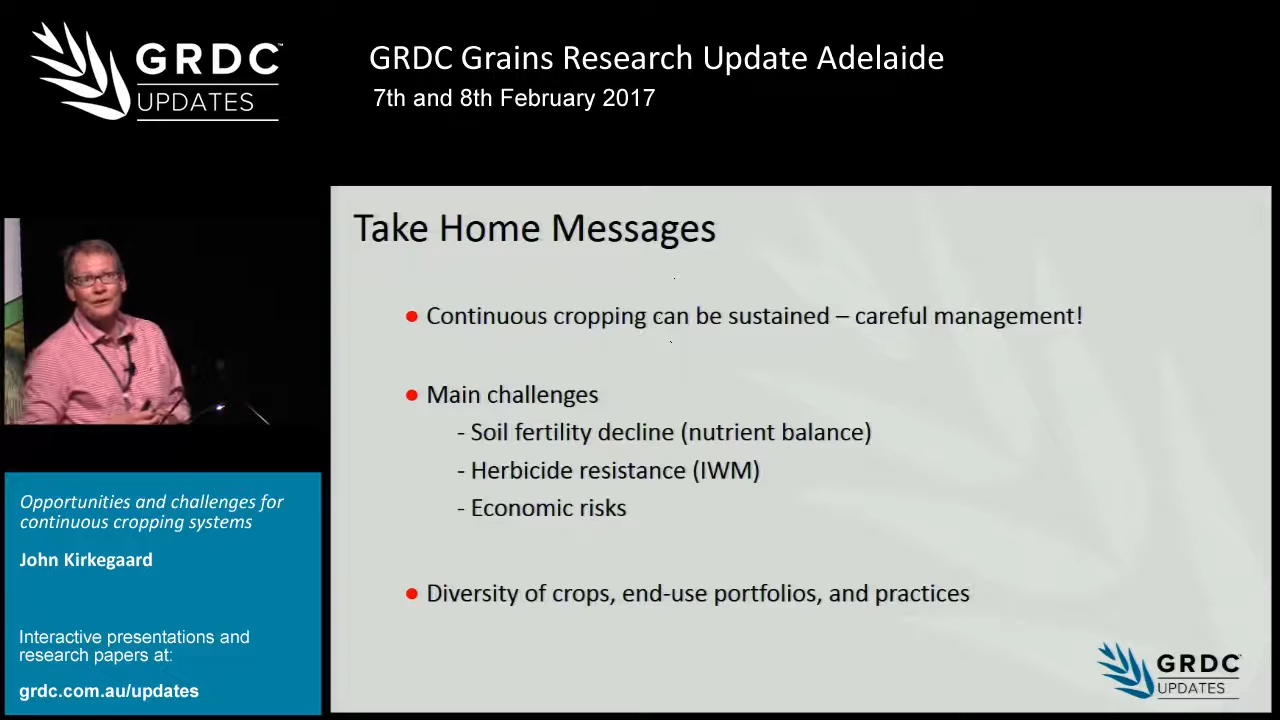 GRDC™
UPDATES
GRDC Grains Research Update Adelaide
7th and 8th February 2017
Take Home Messages
● Continuous cropping can be sustained – careful management!
● Main challenges
- Soil fertility decline (nutrient balance)
- Herbicide resistance (IWM)
- Economic risks
● Diversity of crops, end-use portfolios, and practices
Opportunities and challenges for
continuous cropping systems
John Kirkegaard
Interactive presentations and
research papers at:
grdc.com.au/updates
GRDC™
UPDATES